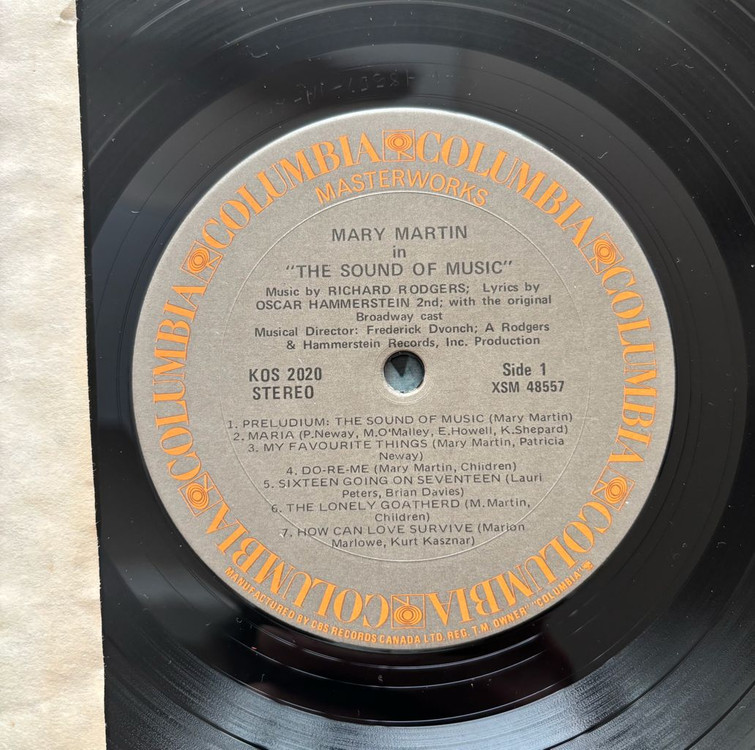 COLUMBIA COLUMBIA COLUMBIA COLUMBIA COLUMBIA COLUMBIA COLUMBIA COLUMBIA
MASTERWORKS
MARY MARTIN
in
"THE SOUND OF MUSIC"
Music by RICHARD RODGERS; Lyrics by
OSCAR HAMMERSTEIN 2nd; with the original
Broadway cast
Musical Director: Frederick Dvonch; A Rodgers
& Hammerstein Records, Inc. Production
KOS 2020
STEREO
Side 1
XSM 48557
1. PRELUDIUM: THE SOUND OF MUSIC (Mary Martin)
2. MARIA (P.Neway, M.O'Malley, E.Howell, K.Shepard)
3. MY FAVOURITE THINGS (Mary Martin, Patricia
Neway)
4. DO-RE-ME (Mary Martin, Children)
5. SIXTEEN GOING ON SEVENTEEN (Lauri
Peters, Brian Davies)
6. THE LONELY GOATHERD (M. Martin,
Children)
7. HOW CAN LOVE SURVIVE (Marion
Marlowe, Kurt Kasznar)
MANUFACTURED BY CBS RECORDS CANADA LTD. REG. T.M. OWNER "COLUMBIA"